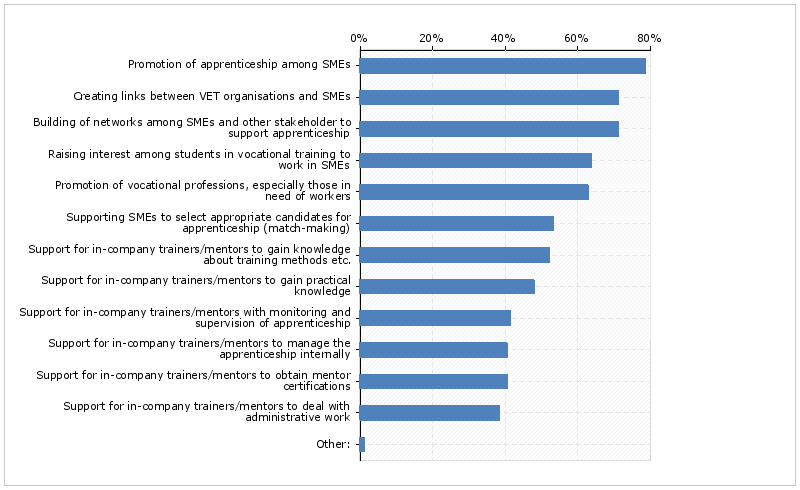 0% 20% 40% 60% 80%
Promotion of apprenticeship among SMEs
Creating links between VET organisations and SMEs
Building of networks among SMEs and other stakeholder to
support apprenticeship
Raising interest among students in vocational training to
work in SMEs
Promotion of vocational professions, especially those in
need of workers
Supporting SMEs to select appropriate candidates for
apprenticeship (match-making)
Support for in-company trainers/mentors to gain knowledge
about training methods etc.
Support for in-company trainers/mentors to gain practical
knowledge
Support for in-company trainers/mentors with monitoring and
supervision of apprenticeship
Support for in-company trainers/mentors to manage the
apprenticeship internally
Support for in-company trainers/mentors to obtain mentor
certifications
Support for in-company trainers/mentors to deal with
administrative work
Other: